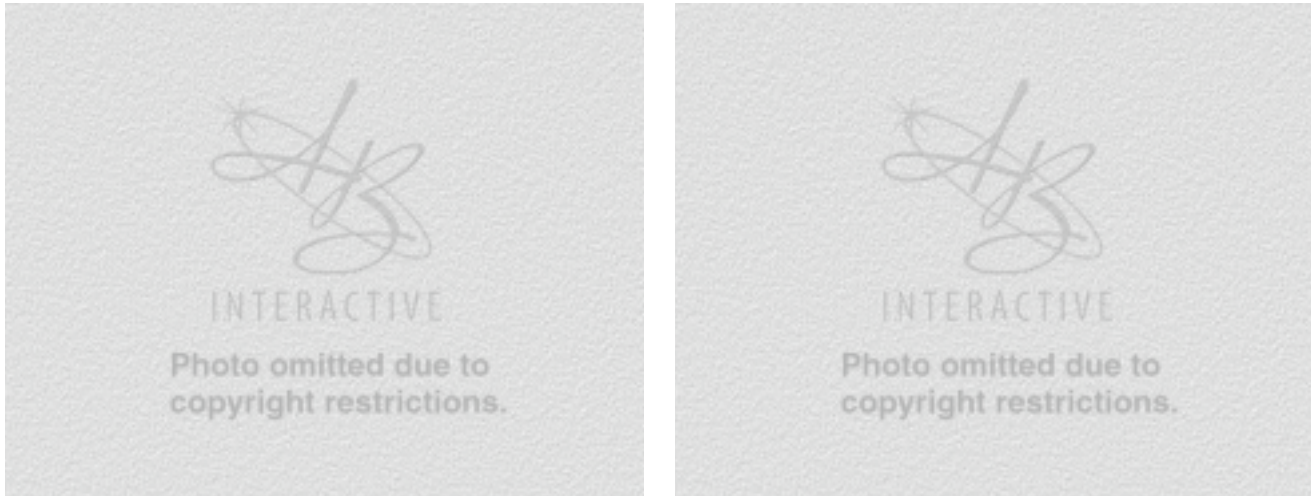 INTERACTIVE
Photo omitted due to
copyright restrictions.
INTERACTIVE
Photo omitted due to
copyright restrictions.